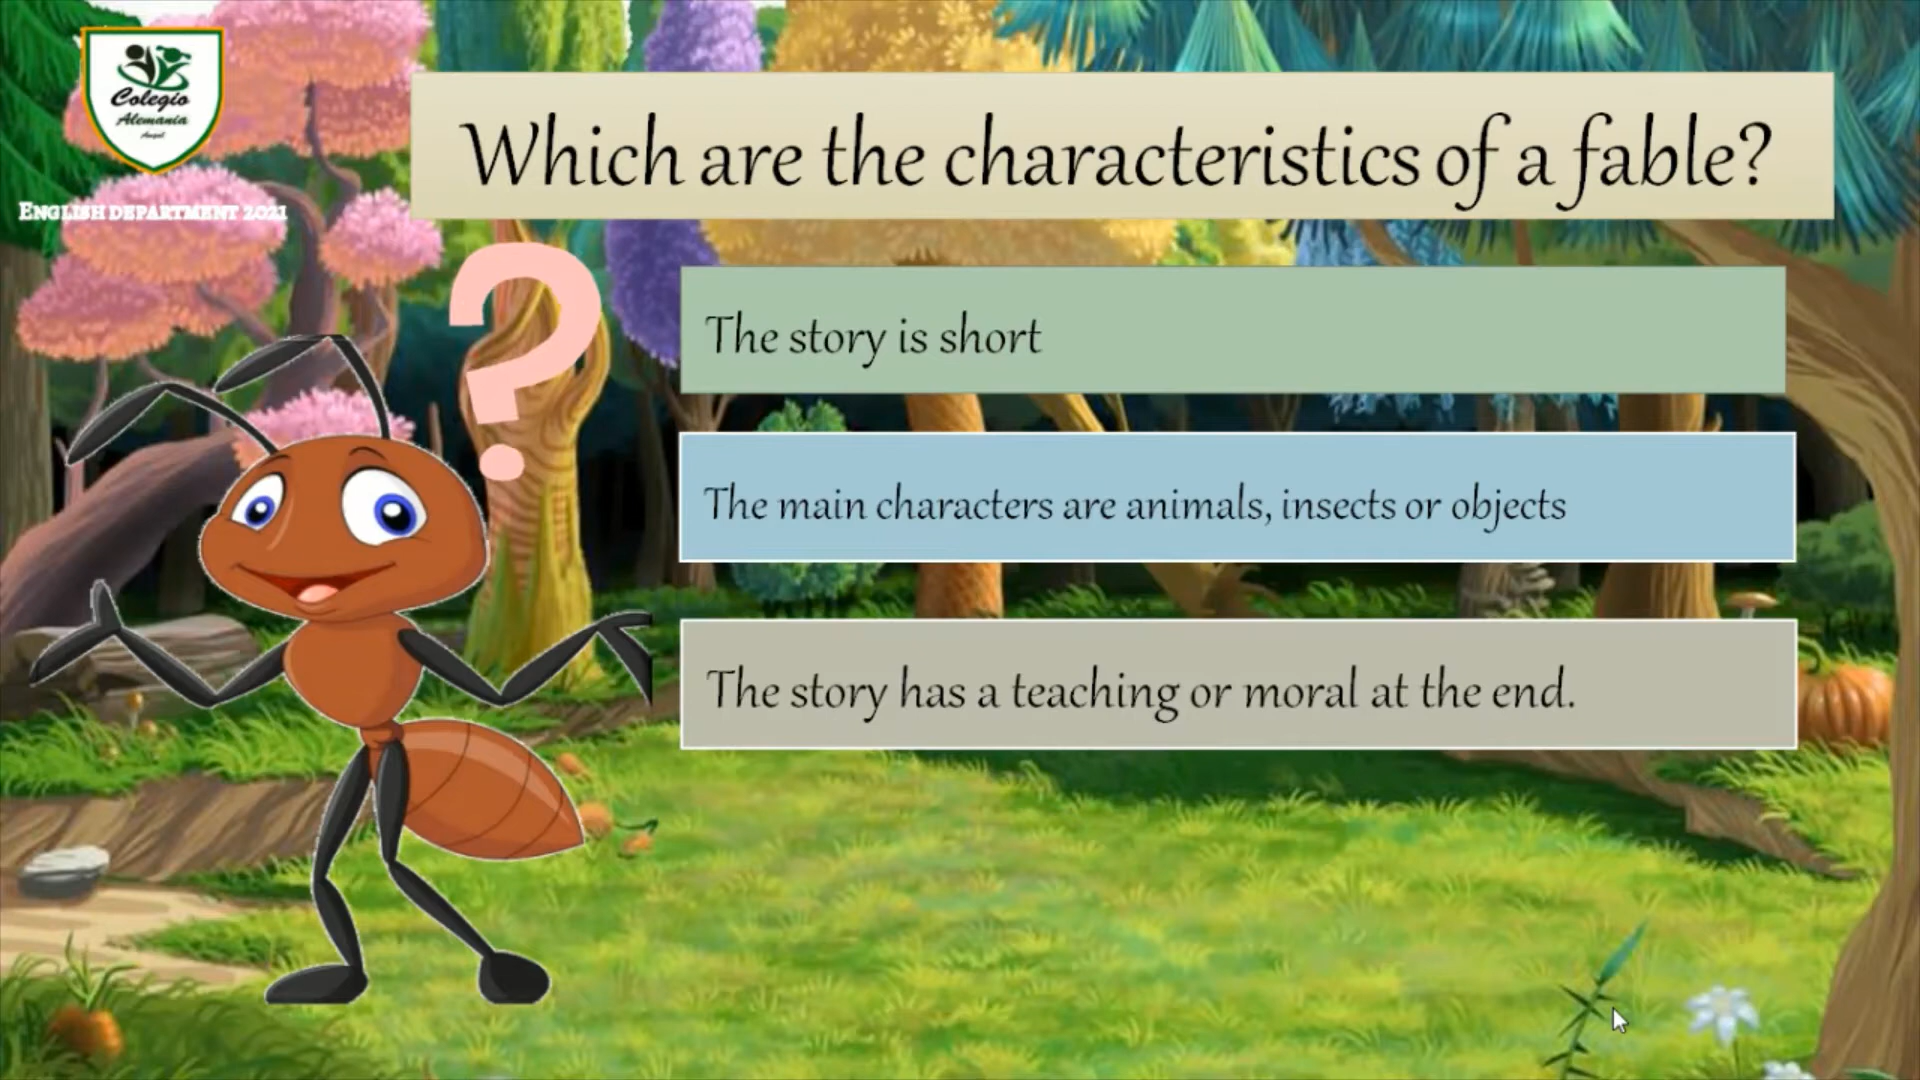 Colegio
Alemania
Angol
ENGLISH DEPARTMENT 2021
Which are the characteristics of a fable?
?
The story is short
The main characters are animals, insects or objects
The story has a teaching or moral at the end.